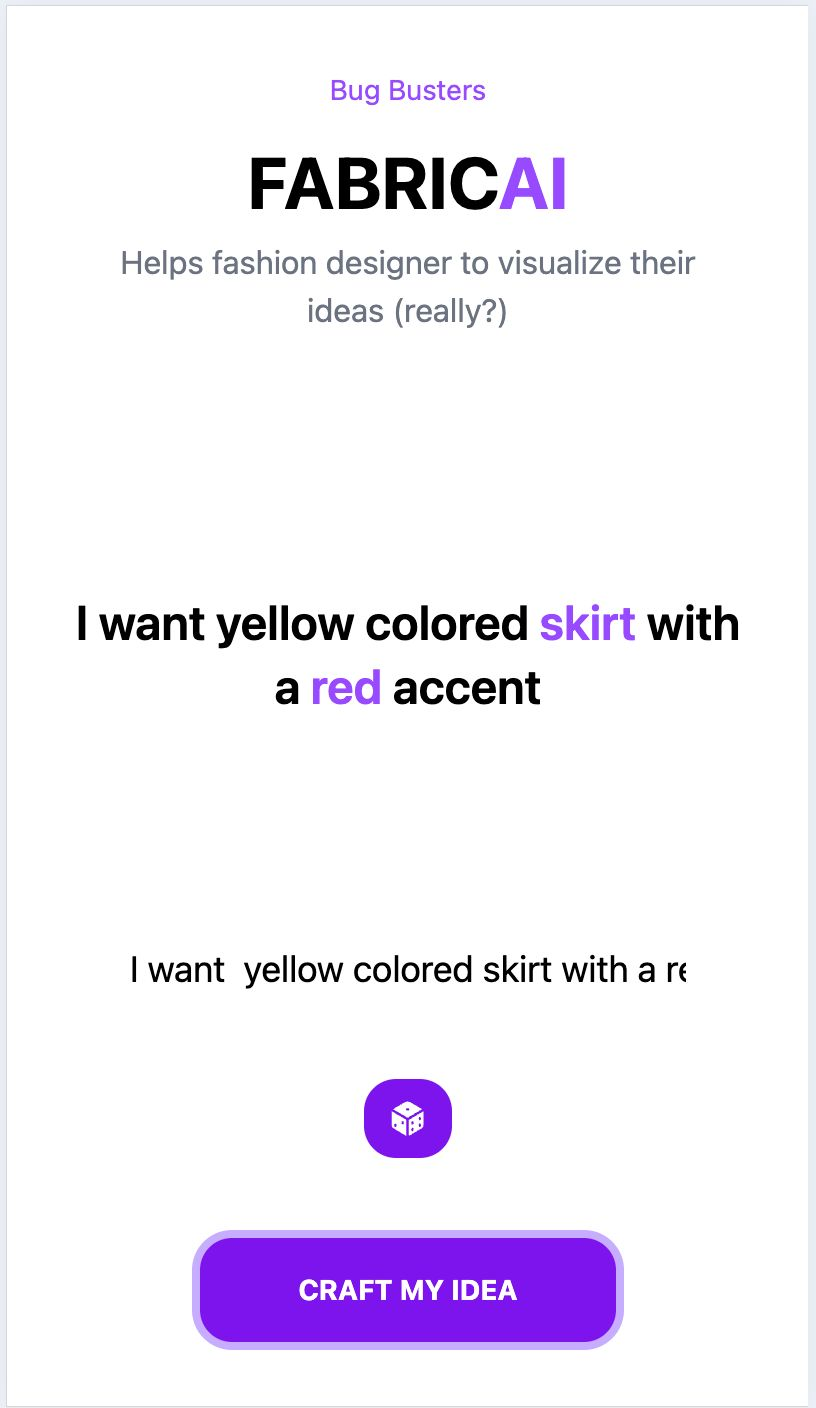 Bug Busters
FABRICAI
Helps fashion designer to visualize their
ideas (really?)
I want yellow colored skirt with
a red accent
I want  yellow colored skirt with a re
CRAFT MY IDEA